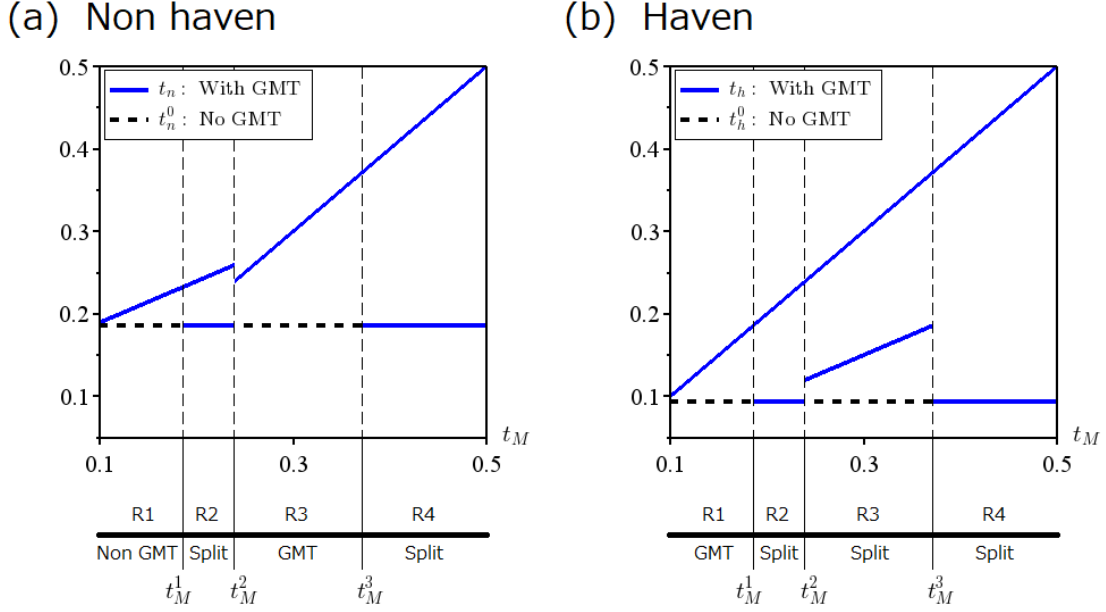 (a) Non haven
0.5
0.4
0.3
0.2
0.1
t_n : With GMT
t_n^0 : No GMT
t_M
0.1 0.3 0.5
R1 R2 R3 R4
Non GMT Split GMT Split
t_M^1 t_M^2 t_M^3
(b) Haven
0.5
0.4
0.3
0.2
0.1
t_h : With GMT
t_h^0 : No GMT
t_M
0.1 0.3 0.5
R1 R2 R3 R4
GMT Split Split Split
t_M^1 t_M^2 t_M^3